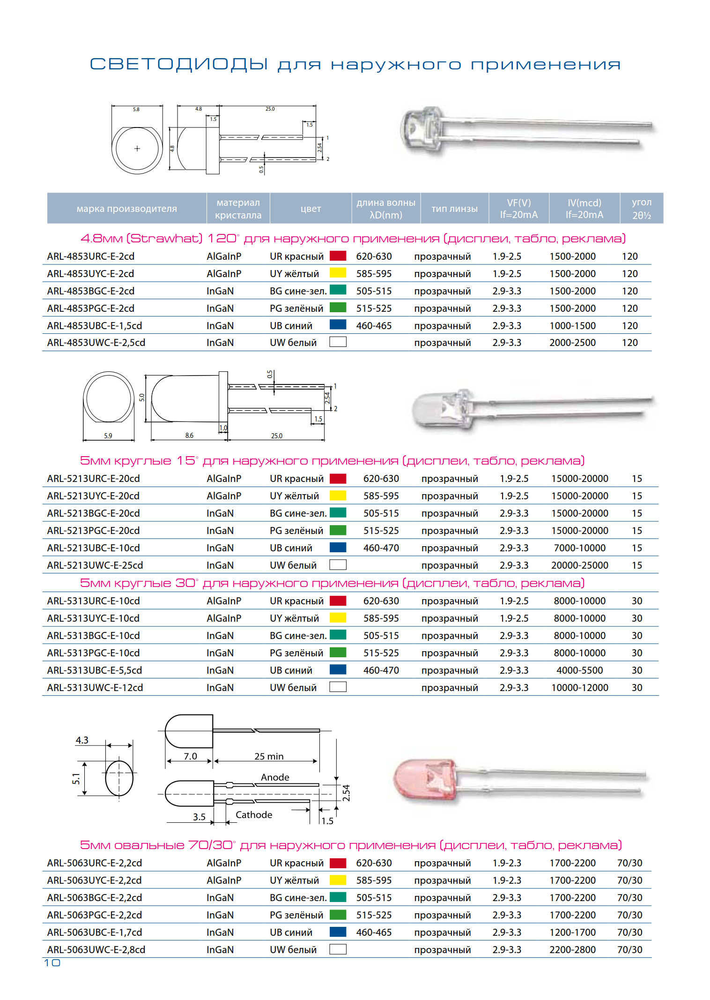 СВЕТОДИОДЫ для наружного применения
5.8
4.8
25.0
1.5
1.5
1
4.8
2.54
2
0.5
марка производителя материал кристалла цвет длина волны λD(nm) тип линзы VF(V) If=20mA IV(mcd) If=20mA угол 2θ½
4.8мм (Strawhat) 120° для наружного применения (дисплеи, табло, реклама)
ARL-4853URC-E-2cd AlGaInP UR красный 620-630 прозрачный 1.9-2.5 1500-2000 120
ARL-4853UYC-E-2cd AlGaInP UY жёлтый 585-595 прозрачный 1.9-2.5 1500-2000 120
ARL-4853BGC-E-2cd InGaN BG сине-зел. 505-515 прозрачный 2.9-3.3 1500-2000 120
ARL-4853PGC-E-2cd InGaN PG зелёный 515-525 прозрачный 2.9-3.3 1500-2000 120
ARL-4853UBC-E-1,5cd InGaN UB синий 460-465 прозрачный 2.9-3.3 1000-1500 120
ARL-4853UWC-E-2,5cd InGaN UW белый прозрачный 2.9-3.3 2000-2500 120
0.5
1
5.0
2.54
2
1.5
1.0
5.9
8.6
25.0
5мм круглые 15° для наружного применения (дисплеи, табло, реклама)
ARL-5213URC-E-20cd AlGaInP UR красный 620-630 прозрачный 1.9-2.5 15000-20000 15
ARL-5213UYC-E-20cd AlGaInP UY жёлтый 585-595 прозрачный 1.9-2.5 15000-20000 15
ARL-5213BGC-E-20cd InGaN BG сине-зел. 505-515 прозрачный 2.9-3.3 15000-20000 15
ARL-5213PGC-E-20cd InGaN PG зелёный 515-525 прозрачный 2.9-3.3 15000-20000 15
ARL-5213UBC-E-10cd InGaN UB синий 460-470 прозрачный 2.9-3.3 7000-10000 15
ARL-5213UWC-E-25cd InGaN UW белый прозрачный 2.9-3.3 20000-25000 15
5мм круглые 30° для наружного применения (дисплеи, табло, реклама)
ARL-5313URC-E-10cd AlGaInP UR красный 620-630 прозрачный 1.9-2.5 8000-10000 30
ARL-5313UYC-E-10cd AlGaInP UY жёлтый 585-595 прозрачный 1.9-2.5 8000-10000 30
ARL-5313BGC-E-10cd InGaN BG сине-зел. 505-515 прозрачный 2.9-3.3 8000-10000 30
ARL-5313PGC-E-10cd InGaN PG зелёный 515-525 прозрачный 2.9-3.3 8000-10000 30
ARL-5313UBC-E-5,5cd InGaN UB синий 460-470 прозрачный 2.9-3.3 4000-5500 30
ARL-5313UWC-E-12cd InGaN UW белый прозрачный 2.9-3.3 10000-12000 30
4.3
7.0
25 min
5.1
Anode
2.54
3.5
Cathode
1.5
5мм овальные 70/30° для наружного применения (дисплеи, табло, реклама)
ARL-5063URC-E-2,2cd AlGaInP UR красный 620-630 прозрачный 1.9-2.3 1700-2200 70/30
ARL-5063UYC-E-2,2cd AlGaInP UY жёлтый 585-595 прозрачный 1.9-2.3 1700-2200 70/30
ARL-5063BGC-E-2,2cd InGaN BG сине-зел. 505-515 прозрачный 2.9-3.3 1700-2200 70/30
ARL-5063PGC-E-2,2cd InGaN PG зелёный 515-525 прозрачный 2.9-3.3 1700-2200 70/30
ARL-5063UBC-E-1,7cd InGaN UB синий 460-465 прозрачный 2.9-3.3 1200-1700 70/30
ARL-5063UWC-E-2,8cd InGaN UW белый прозрачный 2.9-3.3 2200-2800 70/30
10